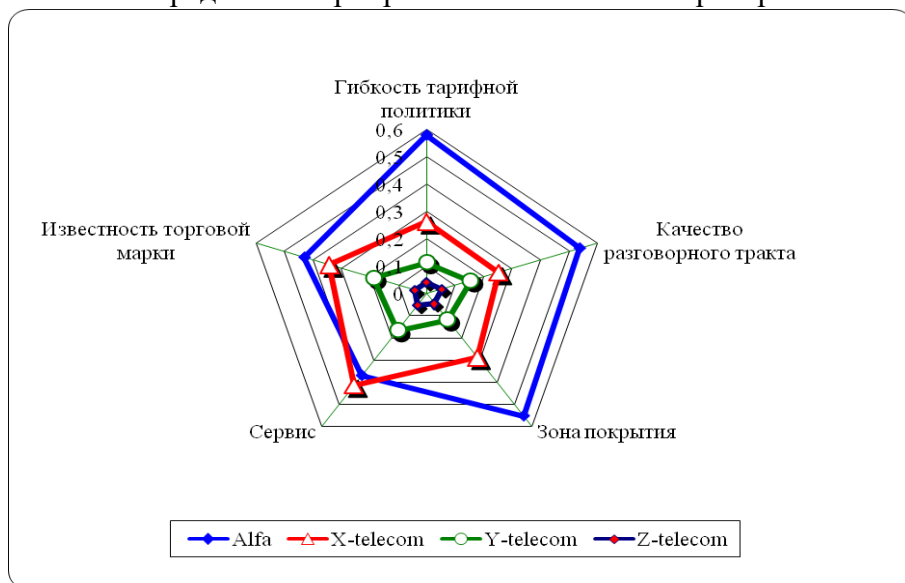 Гибкость тарифной
политики
0,6
0,5
0,4
0,3
0,2
0,1
0
Известность торговой
марки
Качество
разговорного тракта
Сервис
Зона покрытия
Alfa X-telecom Y-telecom Z-telecom